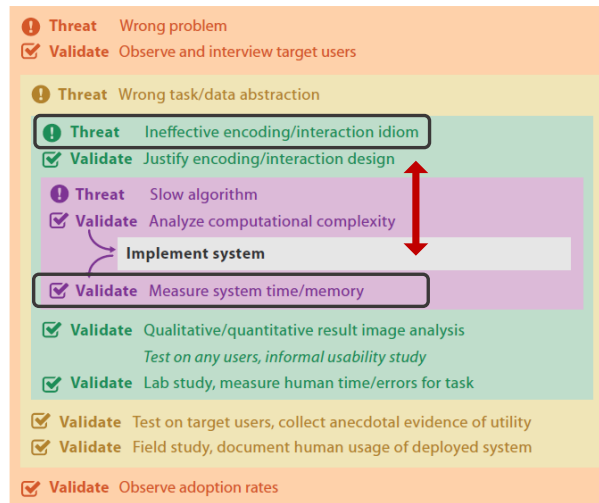 Threat Wrong problem
Validate Observe and interview target users
Threat Wrong task/data abstraction
Threat Ineffective encoding/interaction idiom
Validate Justify encoding/interaction design
Threat Slow algorithm
Validate Analyze computational complexity
Implement system
Validate Measure system time/memory
Validate Qualitative/quantitative result image analysis
Test on any users, informal usability study
Validate Lab study, measure human time/errors for task
Validate Test on target users, collect anecdotal evidence of utility
Validate Field study, document human usage of deployed system
Validate Observe adoption rates